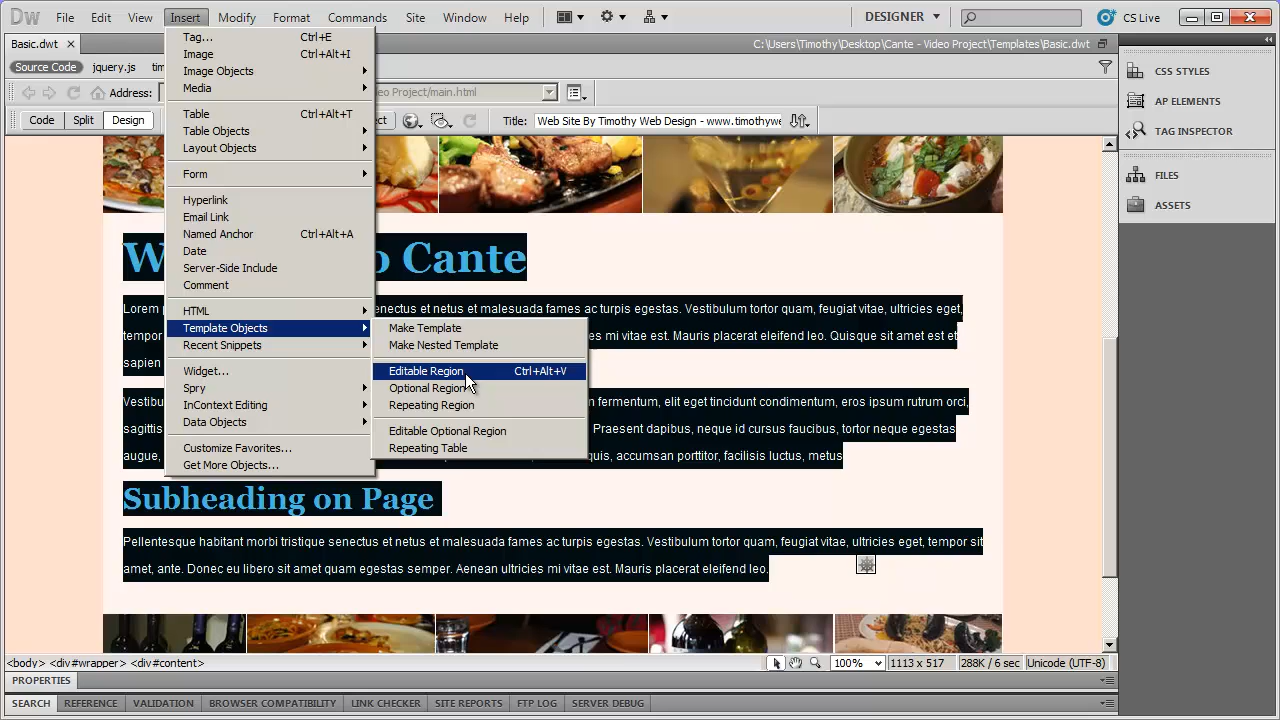 Dw File Edit View Insert Modify Format Commands Site Window Help DESIGNER CS Live
Basic.dwt C:\Users\Timothy\Desktop\Cante - Video Project\Templates\Basic.dwt
Source Code jquery.js tim
Address: eo Project/main.html
Code Split Design ct Title: Web Site By Timothy Web Design - www.timothywe
Tag... Ctrl+E
Image Ctrl+Alt+I
Image Objects
Media
Table Ctrl+Alt+T
Table Objects
Layout Objects
Form
Hyperlink
Email Link
Named Anchor Ctrl+Alt+A
Date
Server-Side Include
Comment
HTML
Template Objects
Recent Snippets
Widget...
Spry
InContext Editing
Data Objects
Customize Favorites...
Get More Objects...
Make Template
Make Nested Template
Editable Region Ctrl+Alt+V
Optional Region
Repeating Region
Editable Optional Region
Repeating Table
W o Cante
Lorem p senectus et netus et malesuada fames ac turpis egestas. Vestibulum tortor quam, feugiat vitae, ultricies eget,
tempor es mi vitae est. Mauris placerat eleifend leo. Quisque sit amet est et
sapien
Vestibu n fermentum, elit eget tincidunt condimentum, eros ipsum rutrum orci,
sagittis Praesent dapibus, neque id cursus faucibus, tortor neque egestas
augue, , accumsan porttitor, facilisis luctus, metus
Subheading on Page
Pellentesque habitant morbi tristique senectus et netus et malesuada fames ac turpis egestas. Vestibulum tortor quam, feugiat vitae, ultricies eget, tempor sit
amet, ante. Donec eu libero sit amet quam egestas semper. Aenean ultricies mi vitae est. Mauris placerat eleifend leo.
<body> <div#wrapper> <div#content> 100% 1113 x 517 288K / 6 sec Unicode (UTF-8)
PROPERTIES
SEARCH REFERENCE VALIDATION BROWSER COMPATIBILITY LINK CHECKER SITE REPORTS FTP LOG SERVER DEBUG
CSS STYLES
AP ELEMENTS
TAG INSPECTOR
FILES
ASSETS